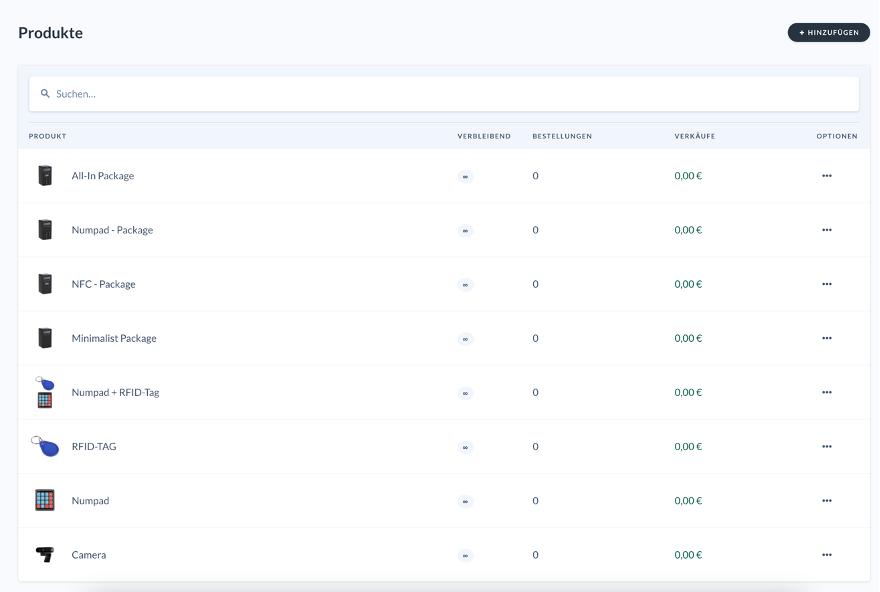 Produkte
+ HINZUFÜGEN
Suchen...
PRODUKT VERBLEIBEND BESTELLUNGEN VERKÄUFE OPTIONEN
All-In Package ∞ 0 0,00 € •••
Numpad - Package ∞ 0 0,00 € •••
NFC - Package ∞ 0 0,00 € •••
Minimalist Package ∞ 0 0,00 € •••
Numpad + RFID-Tag ∞ 0 0,00 € •••
RFID-TAG ∞ 0 0,00 € •••
Numpad ∞ 0 0,00 € •••
Camera ∞ 0 0,00 € •••